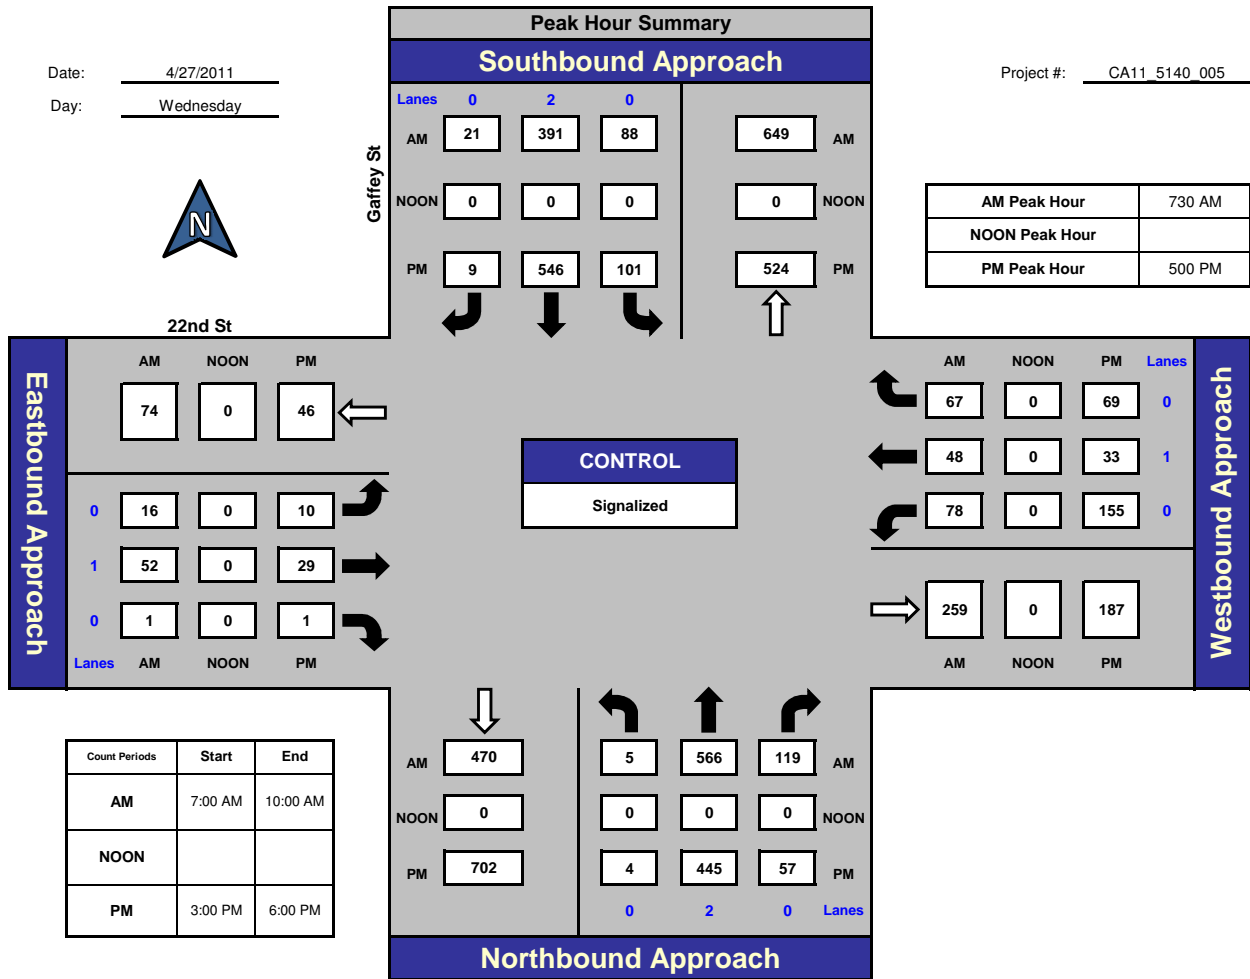 Peak Hour Summary
Southbound Approach
Date: 4/27/2011
Day: Wednesday
Project #: CA11_5140_005
Lanes 0 2 0
AM 21 391 88 649 AM
NOON 0 0 0 0 NOON
PM 9 546 101 524 PM
Gaffey St
N
AM Peak Hour 730 AM
NOON Peak Hour
PM Peak Hour 500 PM
22nd St
Eastbound Approach
AM NOON PM
74 0 46
0 16 0 10
1 52 0 29
0 1 0 1
Lanes AM NOON PM
CONTROL
Signalized
AM NOON PM Lanes
67 0 69 0
48 0 33 1
78 0 155 0
259 0 187
AM NOON PM
Westbound Approach
Count Periods Start End
AM 7:00 AM 10:00 AM
NOON
PM 3:00 PM 6:00 PM
AM 470 5 566 119 AM
NOON 0 0 0 0 NOON
PM 702 4 445 57 PM
0 2 0 Lanes
Northbound Approach